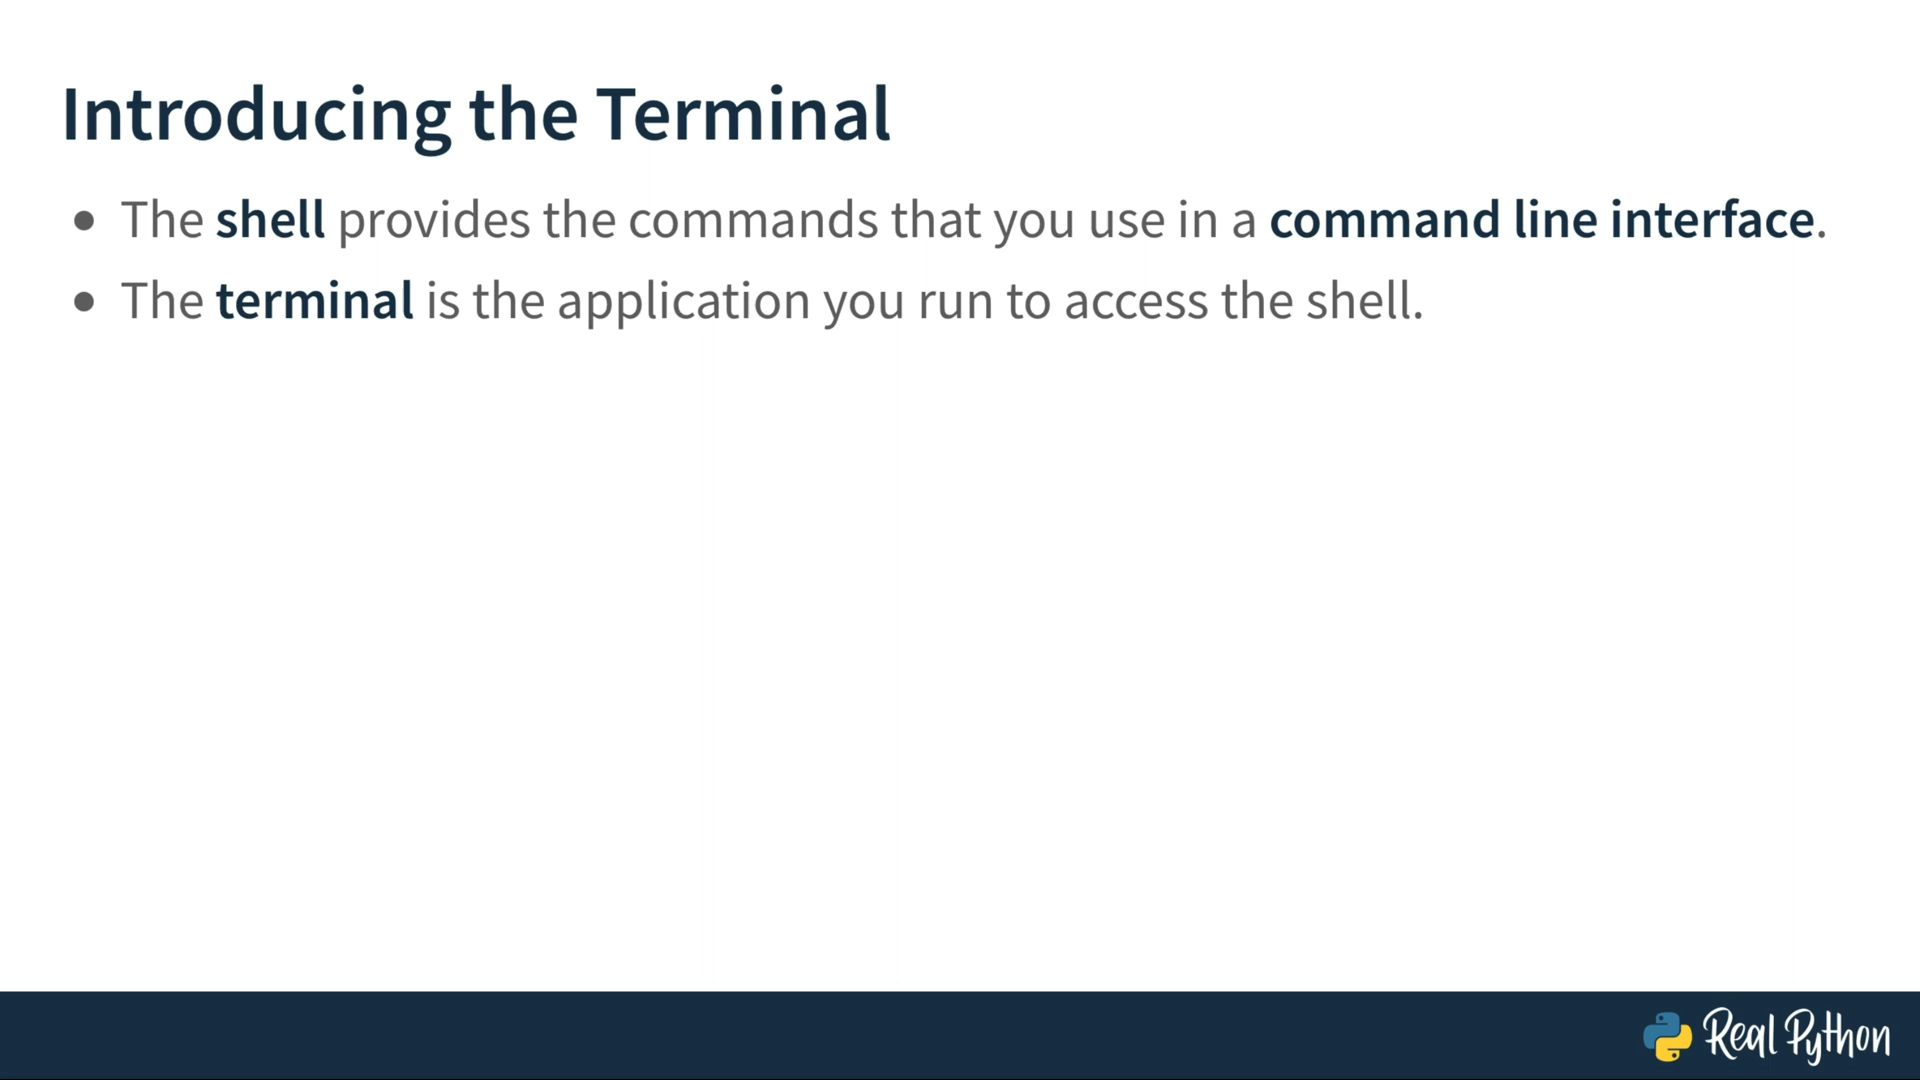 Introducing the Terminal
• The shell provides the commands that you use in a command line interface.
• The terminal is the application you run to access the shell.
Real Python